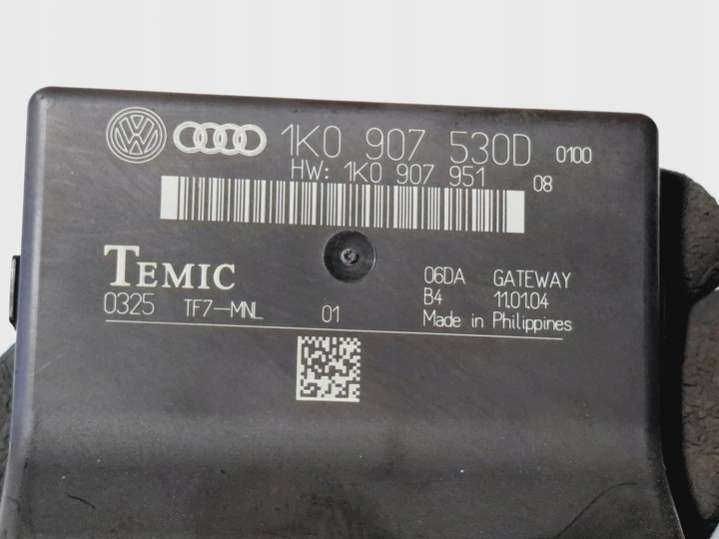 1K0 907 530D 0100
HW: 1K0 907 951 08
TEMIC 06DA GATEWAY
0325 TF7-MNL 01 B4 11.01.04
Made in Philippines